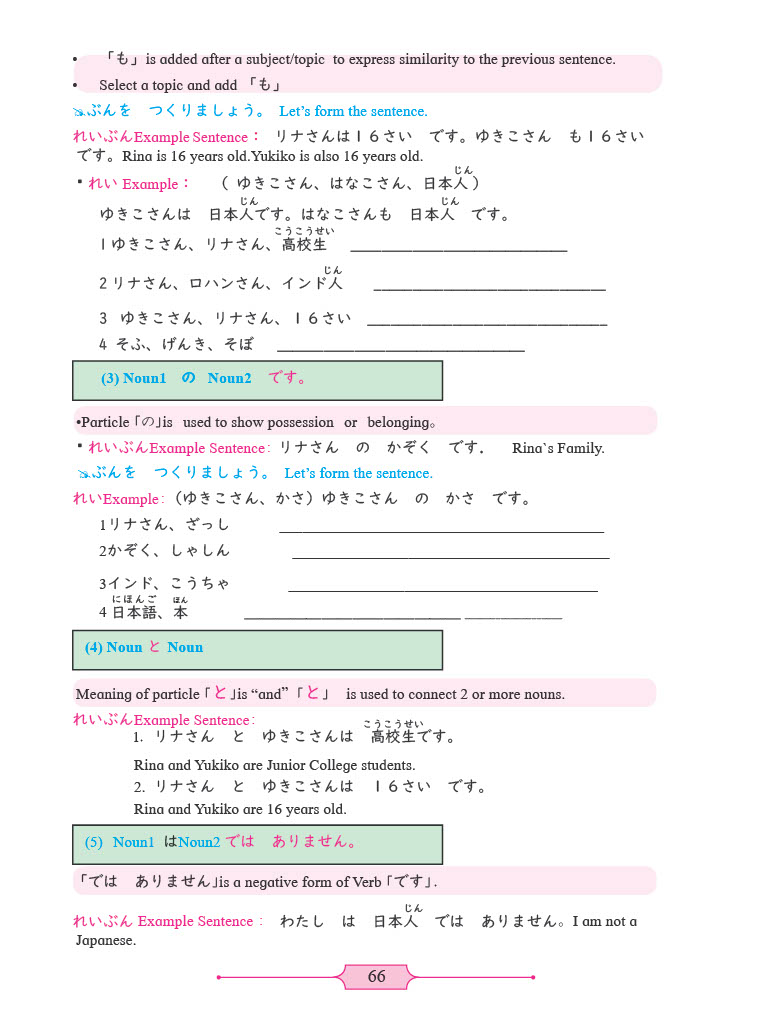 • 「も」is added after a subject/topic to express similarity to the previous sentence.
• Select a topic and add 「も」
ぶんを つくりましょう。 Let's form the sentence.
れいぶんExample Sentence： リナさんは１６さい です。ゆきこさん も１６さい
です。Rina is 16 years old.Yukiko is also 16 years old.
じん
・れい Example： （ ゆきこさん、はなこさん、日本人）
じん じん
ゆきこさんは 日本人です。はなこさんも 日本人 です。
こうこうせい
1ゆきこさん、リナさん、高校生 ____________________
じん
2 リナさん、ロハンさん、インド人 ____________________
3 ゆきこさん、リナさん、１６さい ____________________
4 そふ、げんき、そぼ ____________________
(3) Noun1 の Noun2 です。
•Particle「の」is used to show possession or belonging。
・れいぶんExample Sentence: リナさん の かぞく です. Rina`s Family.
ぶんを つくりましょう。 Let's form the sentence.
れいExample:（ゆきこさん、かさ）ゆきこさん の かさ です。
1リナさん、ざっし ____________________
2かぞく、しゃしん ____________________
3インド、こうちゃ ____________________
にほんご ほん
4 日本語、本 ____________________ __________
(4) Noun と Noun
Meaning of particle「と」is “and” 「と」 is used to connect 2 or more nouns.
れいぶんExample Sentence:
こうこうせい
1. リナさん と ゆきこさんは 高校生です。
Rina and Yukiko are Junior College students.
2. リナさん と ゆきこさんは １６さい です。
Rina and Yukiko are 16 years old.
(5) Noun1 はNoun2 では ありません。
「では ありません」is a negative form of Verb「です」.
じん
れいぶん Example Sentence : わたし は 日本人 では ありません。I am not a
Japanese.
66